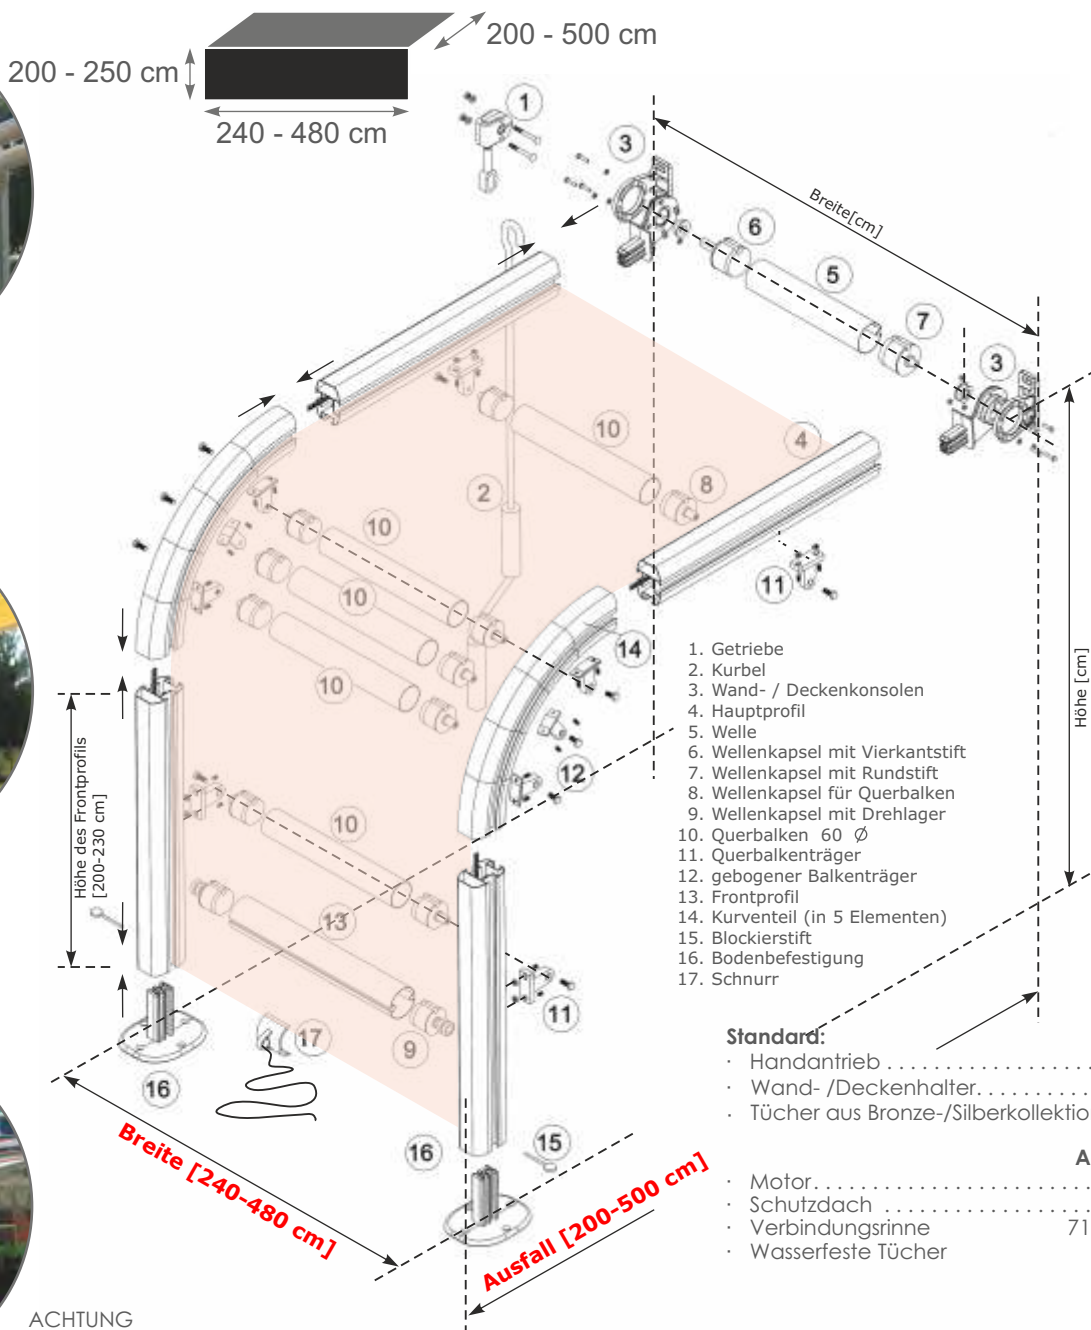 200 - 500 cm
200 - 250 cm
240 - 480 cm
1
3
Breite[cm]
6
5
7
3
10
4
2
8
10
11
10
14
10
12
10
13
11
17
9
16
16
15
Höhe [cm]
Höhe des Frontprofils
[200-230 cm]
1. Getriebe
2. Kurbel
3. Wand- / Deckenkonsolen
4. Hauptprofil
5. Welle
6. Wellenkapsel mit Vierkantstift
7. Wellenkapsel mit Rundstift
8. Wellenkapsel für Querbalken
9. Wellenkapsel mit Drehlager
10. Querbalken 60 Ø
11. Querbalkenträger
12. gebogener Balkenträger
13. Frontprofil
14. Kurventeil (in 5 Elementen)
15. Blockierstift
16. Bodenbefestigung
17. Schnurr
Breite [240-480 cm]
Ausfall [200-500 cm]
Standard:
· Handantrieb . . . . . . . . . . . . . . . . . . .
· Wand- /Deckenhalter. . . . . . . . . . .
· Tücher aus Bronze-/Silberkollektio
A
· Motor. . . . . . . . . . . . . . . . . . . . . . . . .
· Schutzdach . . . . . . . . . . . . . . . . . . .
· Verbindungsrinne 71
· Wasserfeste Tücher
ACHTUNG